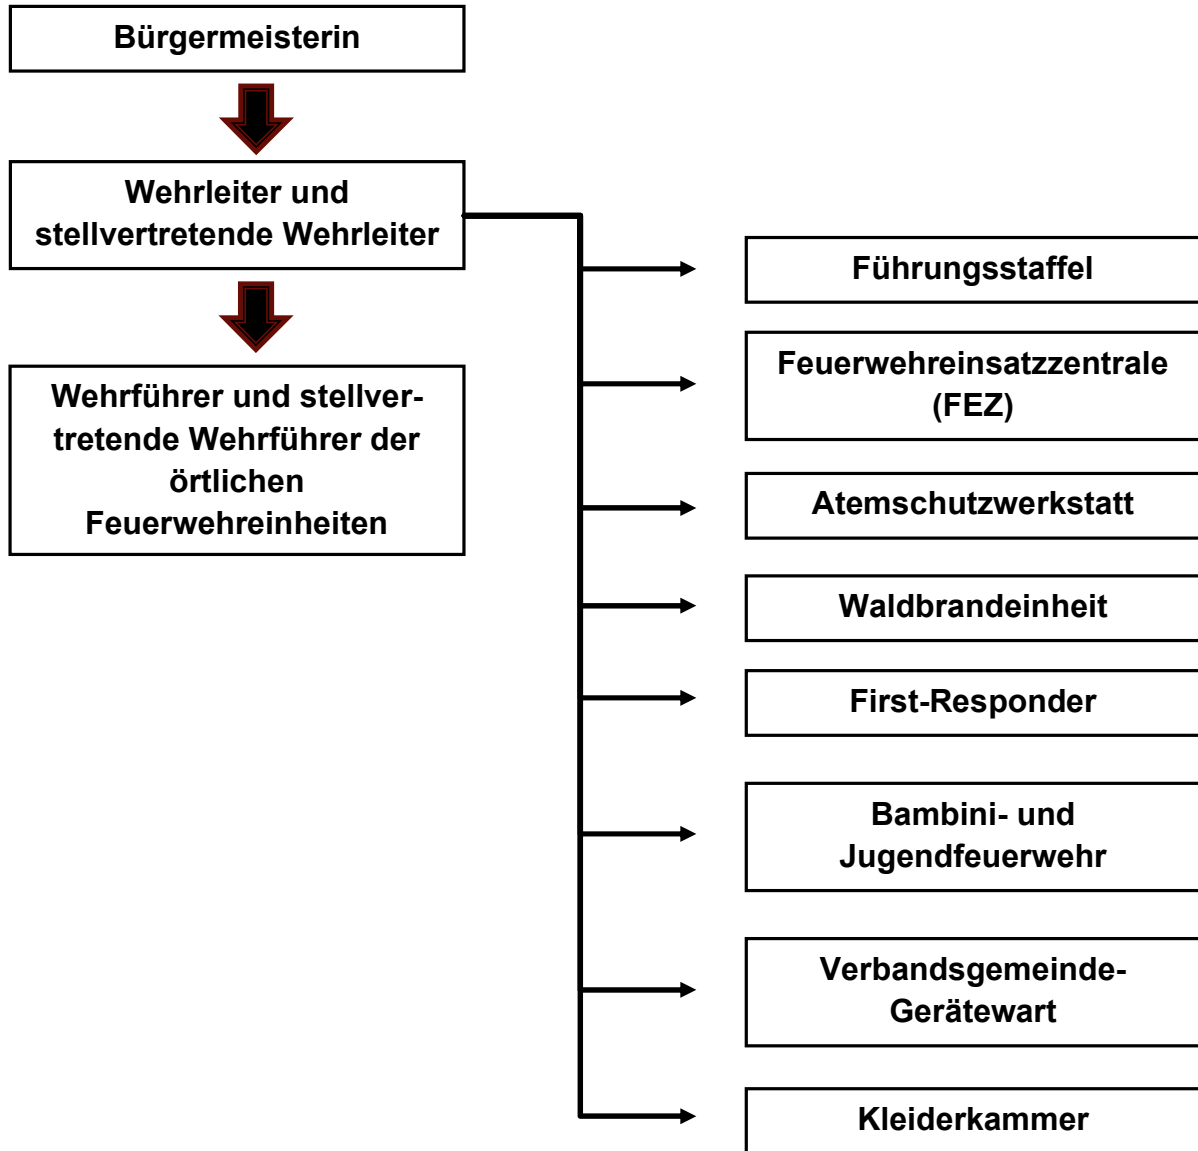 Bürgermeisterin
Wehrleiter und
stellvertretende Wehrleiter
Wehrführer und stellver-
tretende Wehrführer der
örtlichen
Feuerwehreinheiten
Führungsstaffel
Feuerwehreinsatzzentrale
(FEZ)
Atemschutzwerkstatt
Waldbrandeinheit
First-Responder
Bambini- und
Jugendfeuerwehr
Verbandsgemeinde-
Gerätewart
Kleiderkammer